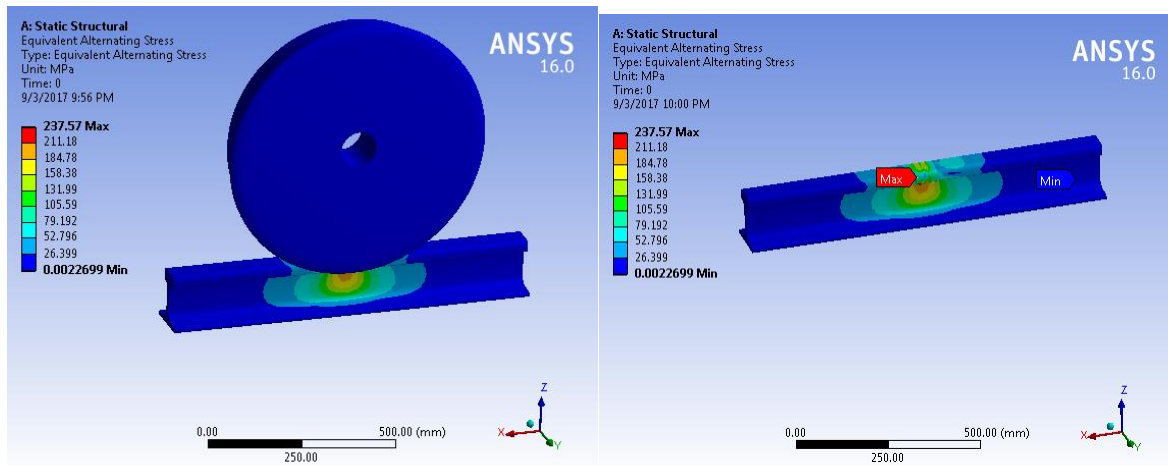 A: Static Structural
Equivalent Alternating Stress
Type: Equivalent Alternating Stress
Unit: MPa
Time: 0
9/3/2017 9:56 PM
ANSYS
16.0
237.57 Max
211.18
184.78
158.38
131.99
105.59
79.192
52.796
26.399
0.0022699 Min
Z
X
Y
0.00 500.00 (mm)
250.00
A: Static Structural
Equivalent Alternating Stress
Type: Equivalent Alternating Stress
Unit: MPa
Time: 0
9/3/2017 10:00 PM
ANSYS
16.0
237.57 Max
211.18
184.78
158.38
131.99
105.59
79.192
52.796
26.399
0.0022699 Min
Max
Min
Z
X
Y
0.00 500.00 (mm)
250.00